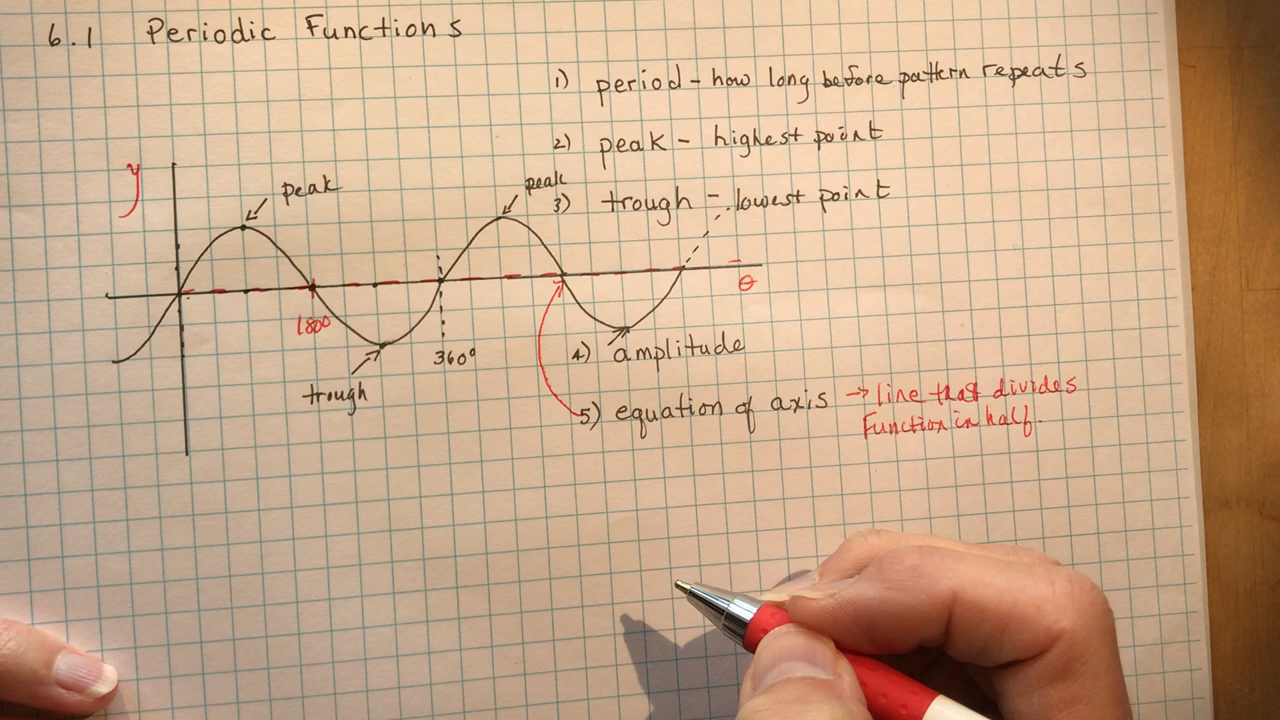 6.1 Periodic Functions
1) period - how long before pattern repeats
2) peak - highest point
3) trough - lowest point
y
peak
peak
θ
180°
360°
trough
4) amplitude
5) equation of axis → line that divides
Function in half.